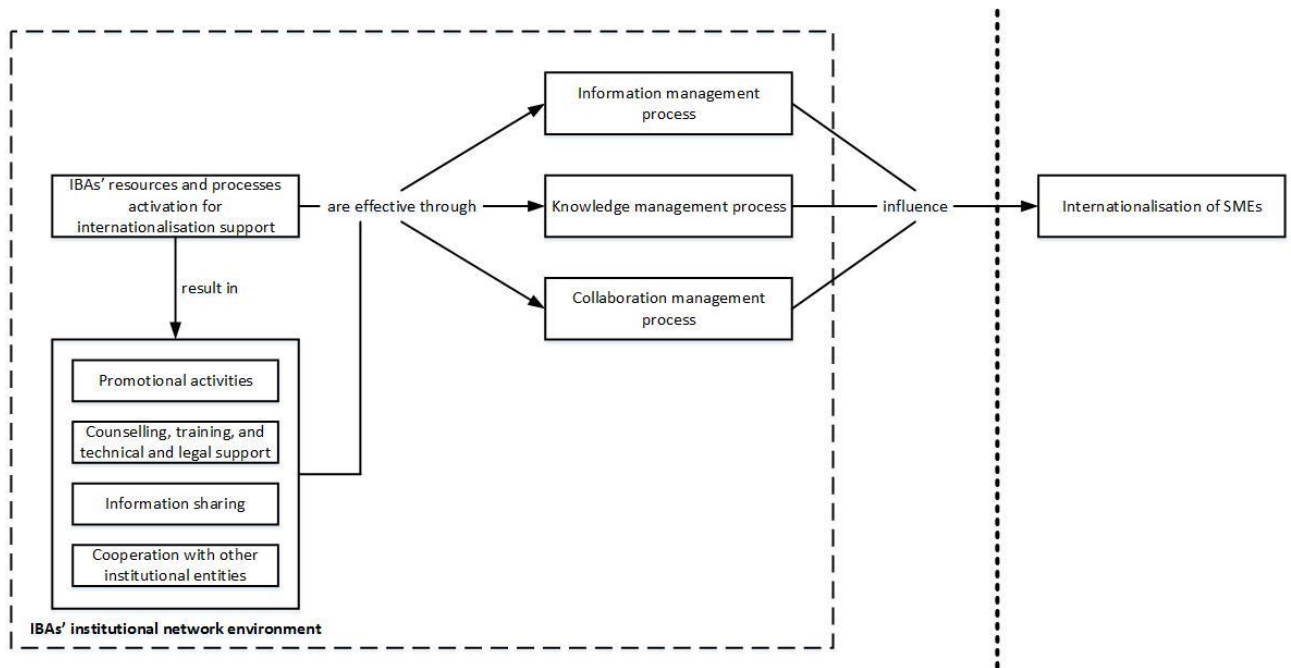 Information management
process
IBAs' resources and processes
activation for
internationalisation support
are effective through
Knowledge management process
influence
Internationalisation of SMEs
result in
Collaboration management
process
Promotional activities
Counselling, training, and
technical and legal support
Information sharing
Cooperation with other
institutional entities
IBAs' institutional network environment